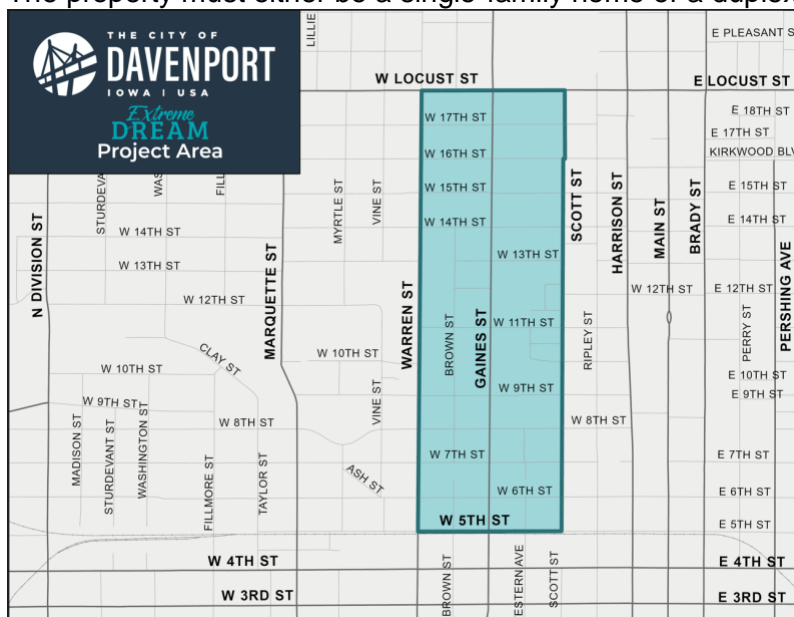 The property must either be a single-family home or a duplex
THE CITY OF
DAVENPORT
IOWA | USA
Extreme
DREAM
Project Area
LILLIE
E PLEASANT S
W LOCUST ST
E LOCUST ST
W 17TH ST
E 18TH ST
E 17TH ST
W 16TH ST
KIRKWOOD BLV
STURDEVAN
WAS
FILL
MYRTLE ST
VINE ST
W 15TH ST
E 15TH ST
W 14TH ST
E 14TH ST
SCOTT ST
HARRISON ST
MAIN ST
BRADY ST
N DIVISION ST
W 14TH ST
MARQUETTE ST
W 13TH ST
W 13TH ST
PERSHING AVE
W 12TH ST
WARREN ST
W 12TH ST
E 12TH ST
BROWN ST
GAINES ST
W 11TH ST
RIPLEY ST
PERRY ST
CLAY ST
W 10TH ST
W 10TH ST
E 10TH ST
W 9TH ST
W 9TH ST
E 9TH ST
MADISON ST
STURDEVANT ST
WASHINGTON ST
W 8TH ST
VINE ST
W 8TH ST
FILLMORE ST
TAYLOR ST
W 7TH ST
E 7TH ST
ASH ST
W 6TH ST
E 6TH ST
W 5TH ST
E 5TH ST
W 4TH ST
BROWN ST
ESTERN AVE
SCOTT ST
E 4TH ST
W 3RD ST
E 3RD ST